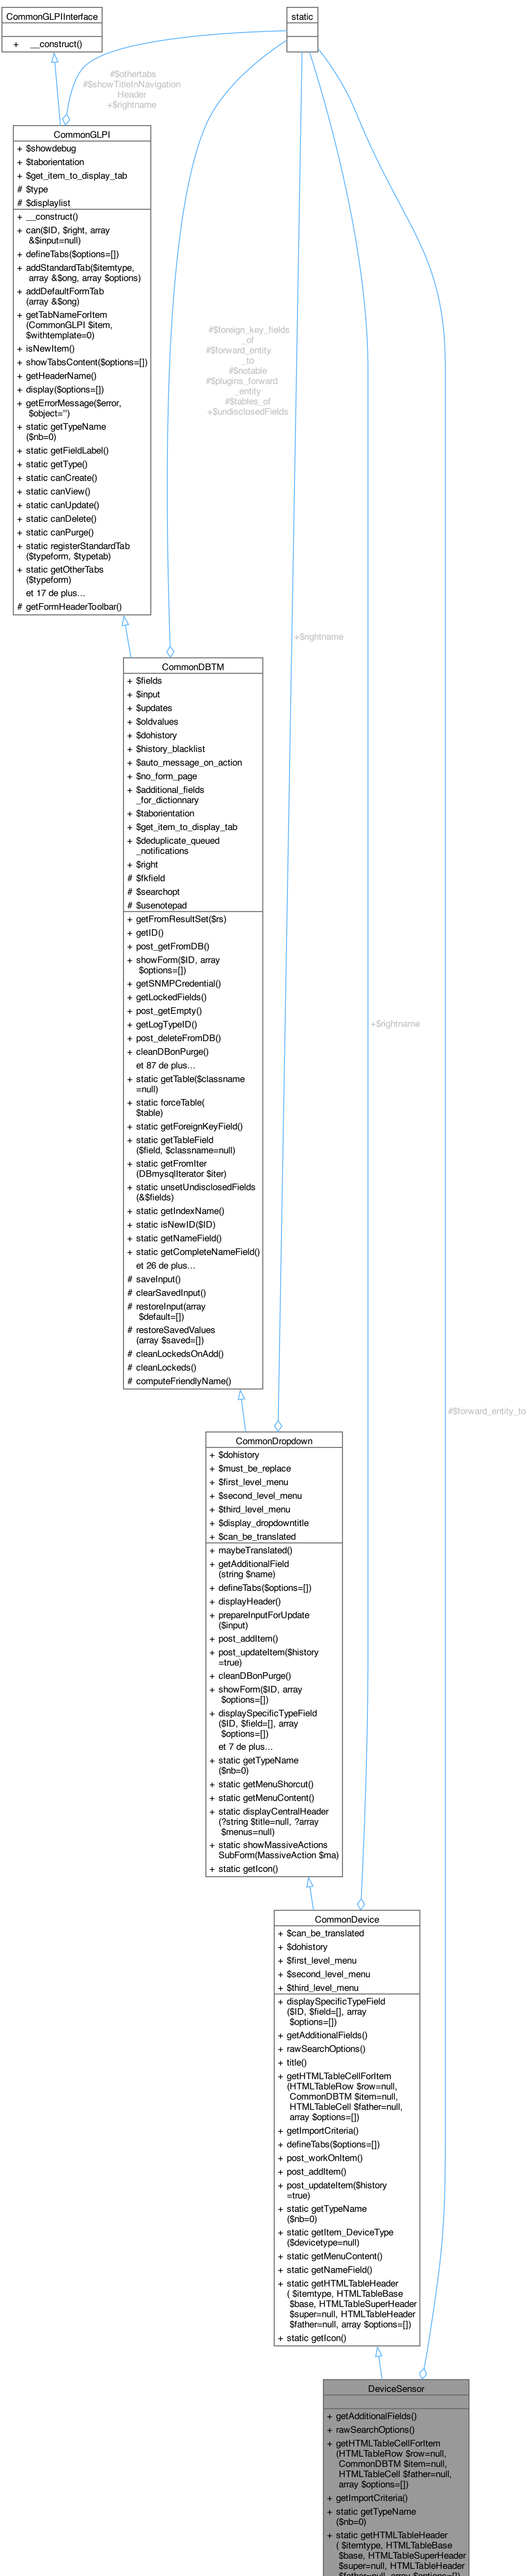 CommonGLPIInterface
+ __construct()
static
#$othertabs
#$showTitleInNavigation
Header
+$rightname
CommonGLPI
+ $showdebug
+ $taborientation
+ $get_item_to_display_tab
# $type
# $displaylist
+ __construct()
+ can($ID, $right, array
&$input=null)
+ defineTabs($options=[])
+ addStandardTab($itemtype,
array &$ong, array $options)
+ addDefaultFormTab
(array &$ong)
+ getTabNameForItem
(CommonGLPI $item,
$withtemplate=0)
+ isNewItem()
+ showTabsContent($options=[])
+ getHeaderName()
+ display($options=[])
+ getErrorMessage($error,
$object='')
+ static getTypeName
($nb=0)
+ static getFieldLabel()
+ static getType()
+ static canCreate()
+ static canView()
+ static canUpdate()
+ static canDelete()
+ static canPurge()
+ static registerStandardTab
($typeform, $typetab)
+ static getOtherTabs
($typeform)
et 17 de plus...
# getFormHeaderToolbar()
#$foreign_key_fields
_of
#$forward_entity
_to
#$notable
#$plugins_forward
_entity
#$tables_of
+$undisclosedFields
+$rightname
CommonDBTM
+ $fields
+ $input
+ $updates
+ $oldvalues
+ $dohistory
+ $history_blacklist
+ $auto_message_on_action
+ $no_form_page
+ $additional_fields
_for_dictionnary
+ $taborientation
+ $get_item_to_display_tab
+ $deduplicate_queued
_notifications
+ $right
# $fkfield
# $searchopt
# $usenotepad
+ getFromResultSet($rs)
+ getID()
+ post_getFromDB()
+ showForm($ID, array
$options=[])
+ getSNMPCredential()
+ getLockedFields()
+ post_getEmpty()
+ getLogTypeID()
+ post_deleteFromDB()
+ cleanDBonPurge()
et 87 de plus...
+ static getTable($classname
=null)
+ static forceTable(
$table)
+ static getForeignKeyField()
+ static getTableField
($field, $classname=null)
+ static getFromIter
(DBmysqlIterator $iter)
+ static unsetUndisclosedFields
(&$fields)
+ static getIndexName()
+ static isNewID($ID)
+ static getNameField()
+ static getCompleteNameField()
et 26 de plus...
# saveInput()
# clearSavedInput()
# restoreInput(array
$default=[])
# restoreSavedValues
(array $saved=[])
# cleanLockedsOnAdd()
# cleanLockeds()
# computeFriendlyName()
+$rightname
#$forward_entity_to
CommonDropdown
+ $dohistory
+ $must_be_replace
+ $first_level_menu
+ $second_level_menu
+ $third_level_menu
+ $display_dropdowntitle
+ $can_be_translated
+ maybeTranslated()
+ getAdditionalField
(string $name)
+ defineTabs($options=[])
+ displayHeader()
+ prepareInputForUpdate
($input)
+ post_addItem()
+ post_updateItem($history
=true)
+ cleanDBonPurge()
+ showForm($ID, array
$options=[])
+ displaySpecificTypeField
($ID, $field=[], array
$options=[])
et 7 de plus...
+ static getTypeName
($nb=0)
+ static getMenuShorcut()
+ static getMenuContent()
+ static displayCentralHeader
(?string $title=null, ?array
$menus=null)
+ static showMassiveActions
SubForm(MassiveAction $ma)
+ static getIcon()
CommonDevice
+ $can_be_translated
+ $dohistory
+ $first_level_menu
+ $second_level_menu
+ $third_level_menu
+ displaySpecificTypeField
($ID, $field=[], array
$options=[])
+ getAdditionalFields()
+ rawSearchOptions()
+ title()
+ getHTMLTableCellForItem
(HTMLTableRow $row=null,
CommonDBTM $item=null,
HTMLTableCell $father=null,
array $options=[])
+ getImportCriteria()
+ defineTabs($options=[])
+ post_workOnItem()
+ post_addItem()
+ post_updateItem($history
=true)
+ static getTypeName
($nb=0)
+ static getItem_DeviceType
($devicetype=null)
+ static getMenuContent()
+ static getNameField()
+ static getHTMLTableHeader
( $itemtype, HTMLTableBase
$base, HTMLTableSuperHeader
$super=null, HTMLTableHeader
$father=null, array $options=[])
+ static getIcon()
DeviceSensor
+ getAdditionalFields()
+ rawSearchOptions()
+ getHTMLTableCellForItem
(HTMLTableRow $row=null,
CommonDBTM $item=null,
HTMLTableCell $father=null,
array $options=[])
+ getImportCriteria()
+ static getTypeName
($nb=0)
+ static getHTMLTableHeader
( $itemtype, HTMLTableBase
$base, HTMLTableSuperHeader
$super=null, HTMLTableHeader
$father=null, array $options=[])